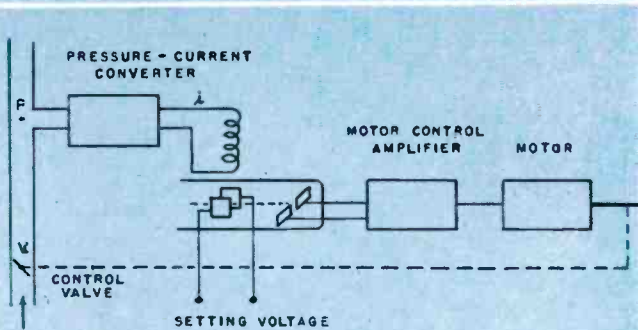 PRESSURE - CURRENT
CONVERTER
P
i
MOTOR CONTROL
AMPLIFIER
MOTOR
V
CONTROL
VALVE
SETTING VOLTAGE